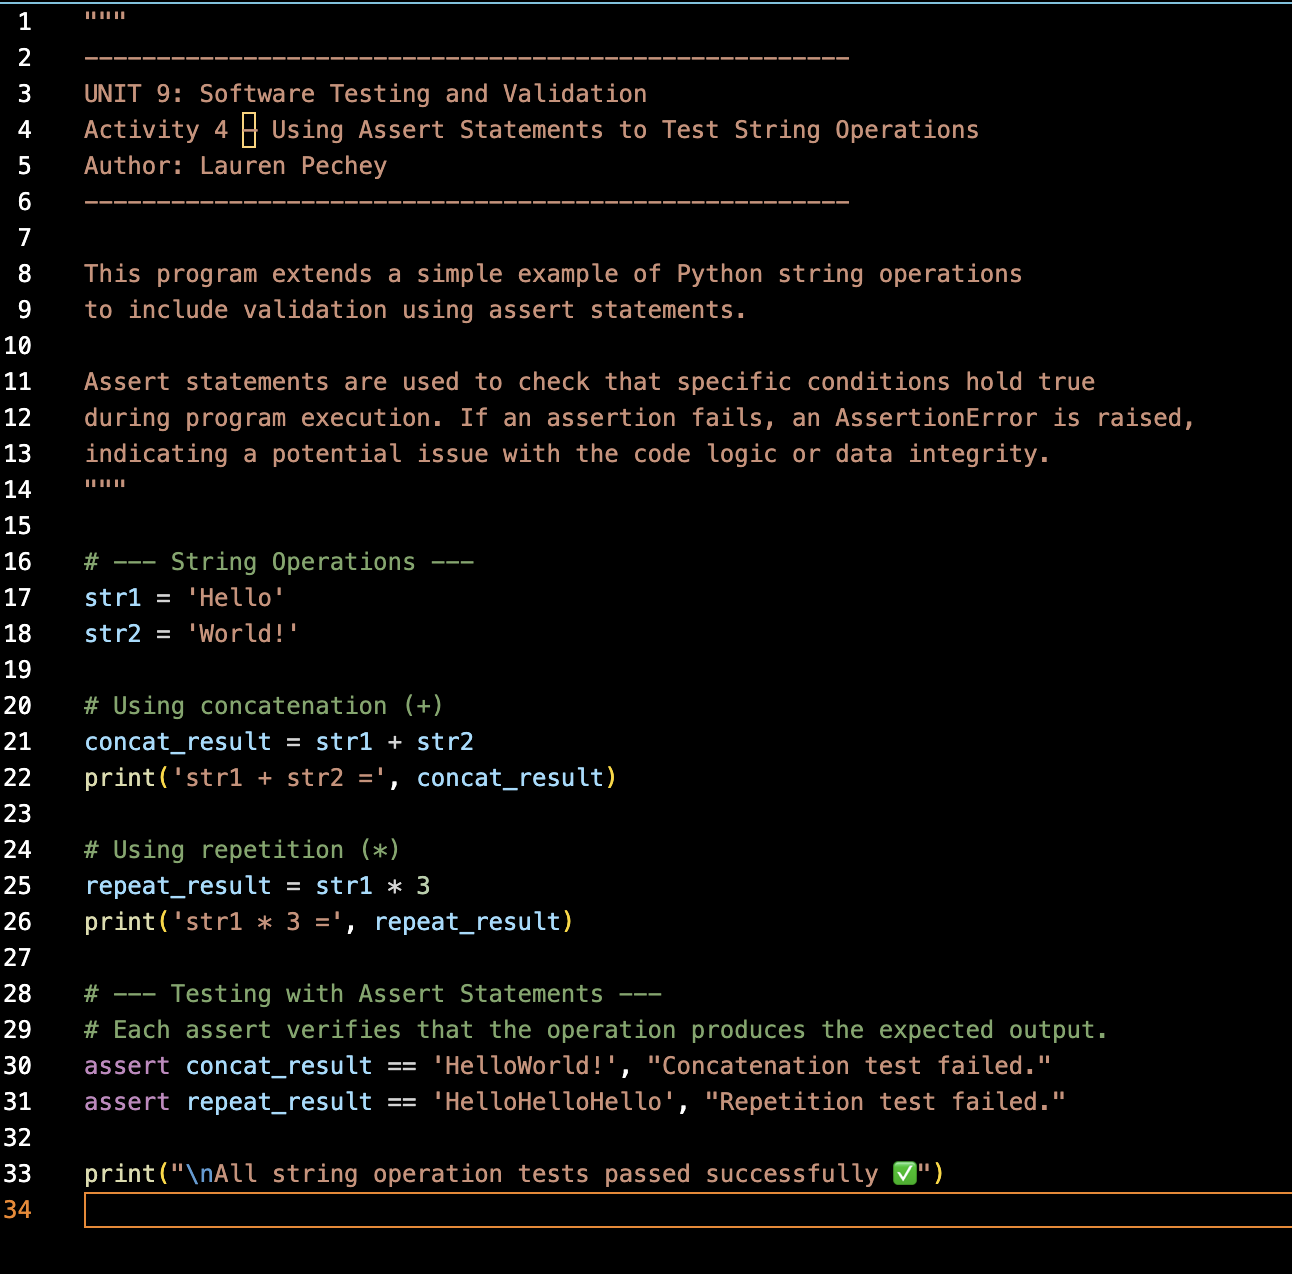 1 """
2 -----------------------------------------------------
3 UNIT 9: Software Testing and Validation
4 Activity 4 – Using Assert Statements to Test String Operations
5 Author: Lauren Pechey
6 -----------------------------------------------------
7
8 This program extends a simple example of Python string operations
9 to include validation using assert statements.
10
11 Assert statements are used to check that specific conditions hold true
12 during program execution. If an assertion fails, an AssertionError is raised,
13 indicating a potential issue with the code logic or data integrity.
14 """
15
16 # --- String Operations ---
17 str1 = 'Hello'
18 str2 = 'World!'
19
20 # Using concatenation (+)
21 concat_result = str1 + str2
22 print('str1 + str2 =', concat_result)
23
24 # Using repetition (*)
25 repeat_result = str1 * 3
26 print('str1 * 3 =', repeat_result)
27
28 # --- Testing with Assert Statements ---
29 # Each assert verifies that the operation produces the expected output.
30 assert concat_result == 'HelloWorld!', "Concatenation test failed."
31 assert repeat_result == 'HelloHelloHello', "Repetition test failed."
32
33 print("\nAll string operation tests passed successfully ✅")
34